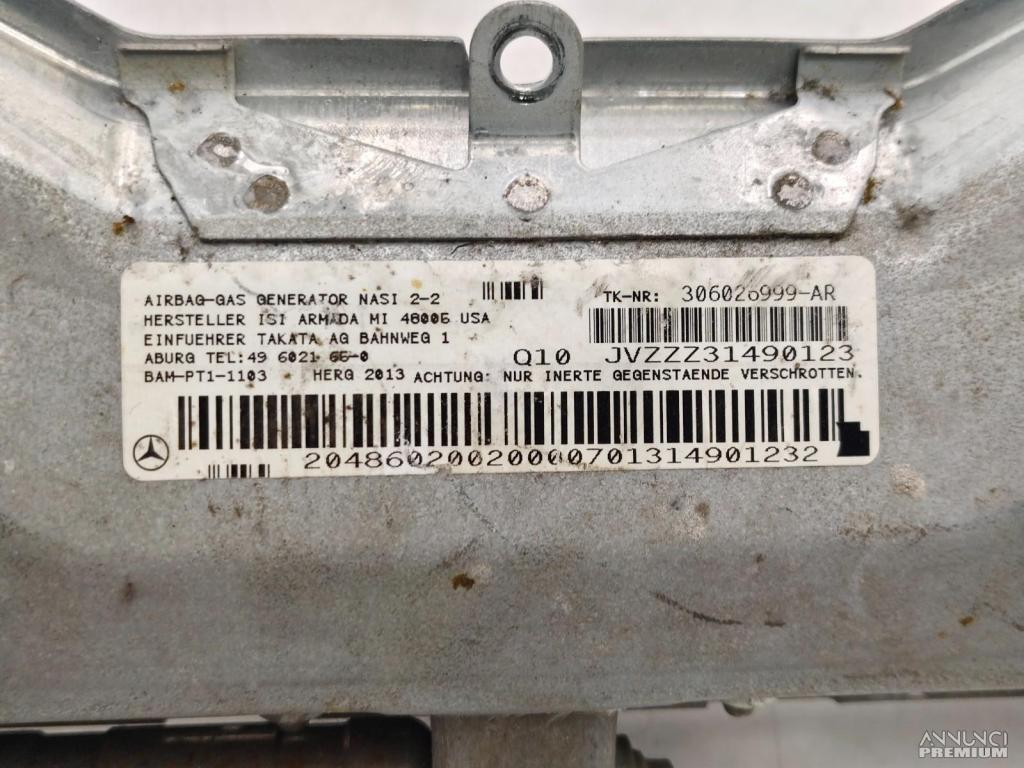 AIRBAG-GAS GENERATOR NASI 2-2
HERSTELLER ISI ARMADA MI 48005 USA
EINFUEHRER TAKATA AG BAHNWEG 1
ABURG TEL:49 6021 65-0
BAM-PT1-1103 HERG 2013 ACHTUNG: NUR INERTE GEGENSTAENDE VERSCHROTTEN.
TK-NR: 306026999-AR
Q10 JVZZZ31490123
20486020020000701314901232
ANNUNCI
PREMIUM